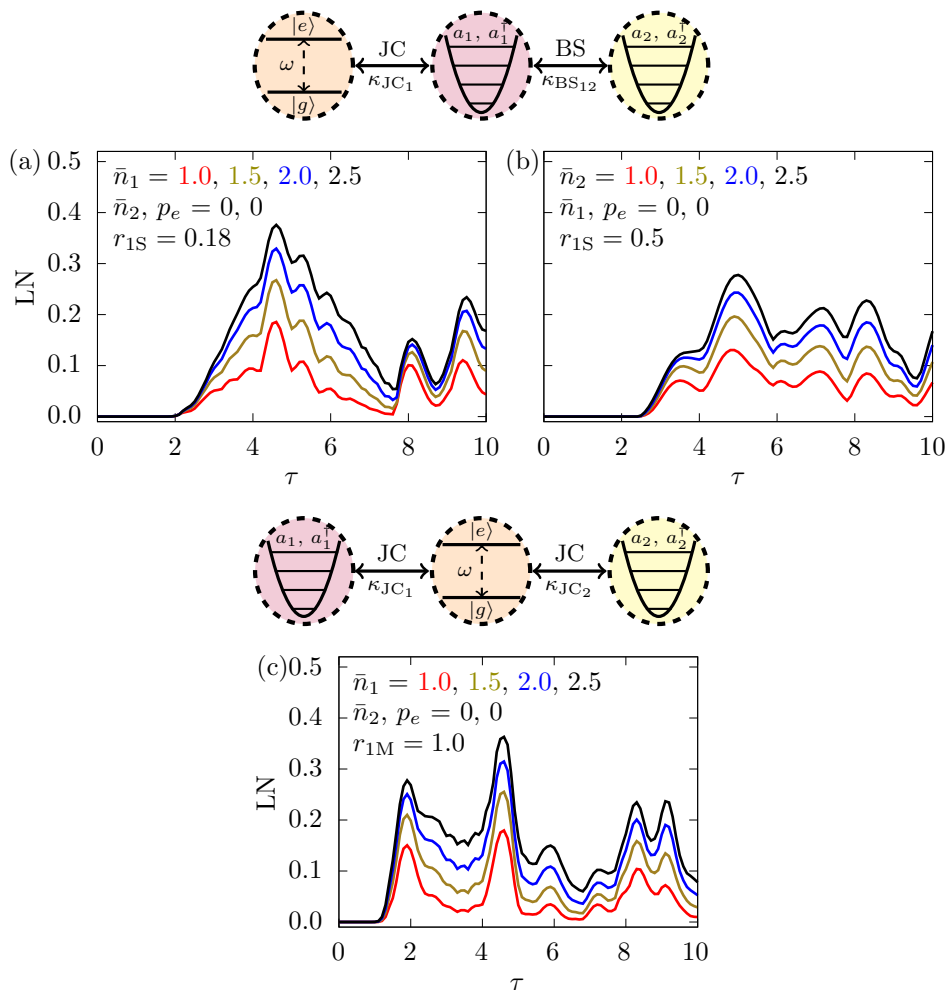 |e⟩ ω |g⟩
JC
κ_JC₁
a₁, a₁†
BS
κ_BS₁₂
a₂, a₂†
(a)
n̄₁ = 1.0, 1.5, 2.0, 2.5
n̄₂, pₑ = 0, 0
r₁S = 0.18
LN
0.5
0.4
0.3
0.2
0.1
0.0
0 2 4 6 8 10
τ
(b)
n̄₂ = 1.0, 1.5, 2.0, 2.5
n̄₁, pₑ = 0, 0
r₁S = 0.5
0 2 4 6 8 10
τ
a₁, a₁†
JC
κ_JC₁
|e⟩ ω |g⟩
JC
κ_JC₂
a₂, a₂†
(c)
n̄₁ = 1.0, 1.5, 2.0, 2.5
n̄₂, pₑ = 0, 0
r₁M = 1.0
LN
0.5
0.4
0.3
0.2
0.1
0.0
0 2 4 6 8 10
τ